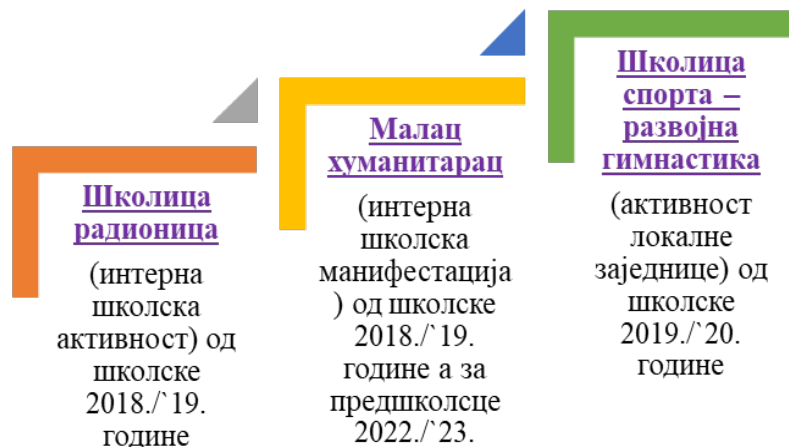 Школица
радионица
(интерна
школска
активност) од
школске
2018./`19.
године
Малац
хуманитарац
(интерна
школска
манифестација
) од школске
2018./`19.
године а за
предшколсце
2022./`23.
Школица
спорта –
развојна
гимнастика
(активност
локалне
заједнице) од
школске
2019./`20.
године